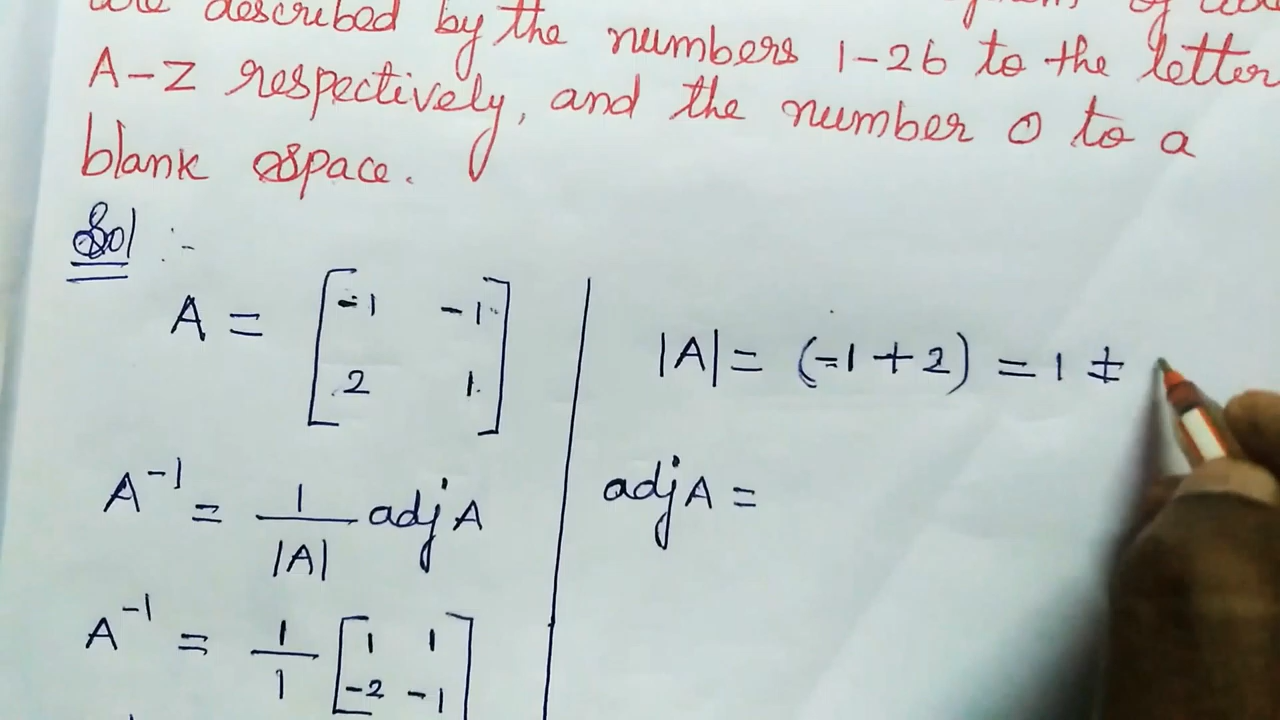 described by the numbers 1-26 to the letter
A-Z respectively, and the number 0 to a
blank space.
Sol :-
A = [-1 -1
2 1]
|A| = (-1 + 2) = 1 ≠
A⁻¹ = 1/|A| adj A
adj A =
A⁻¹ = 1/1 [1 1
-2 -1]